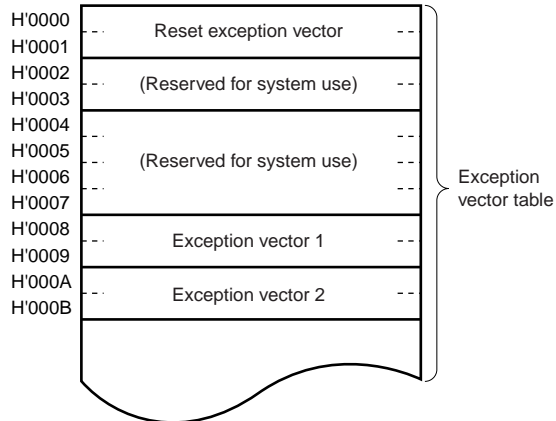 H'0000
Reset exception vector
H'0001
H'0002
(Reserved for system use)
H'0003
H'0004
H'0005
(Reserved for system use)
H'0006
H'0007
H'0008
Exception vector 1
H'0009
H'000A
Exception vector 2
H'000B
Exception
vector table